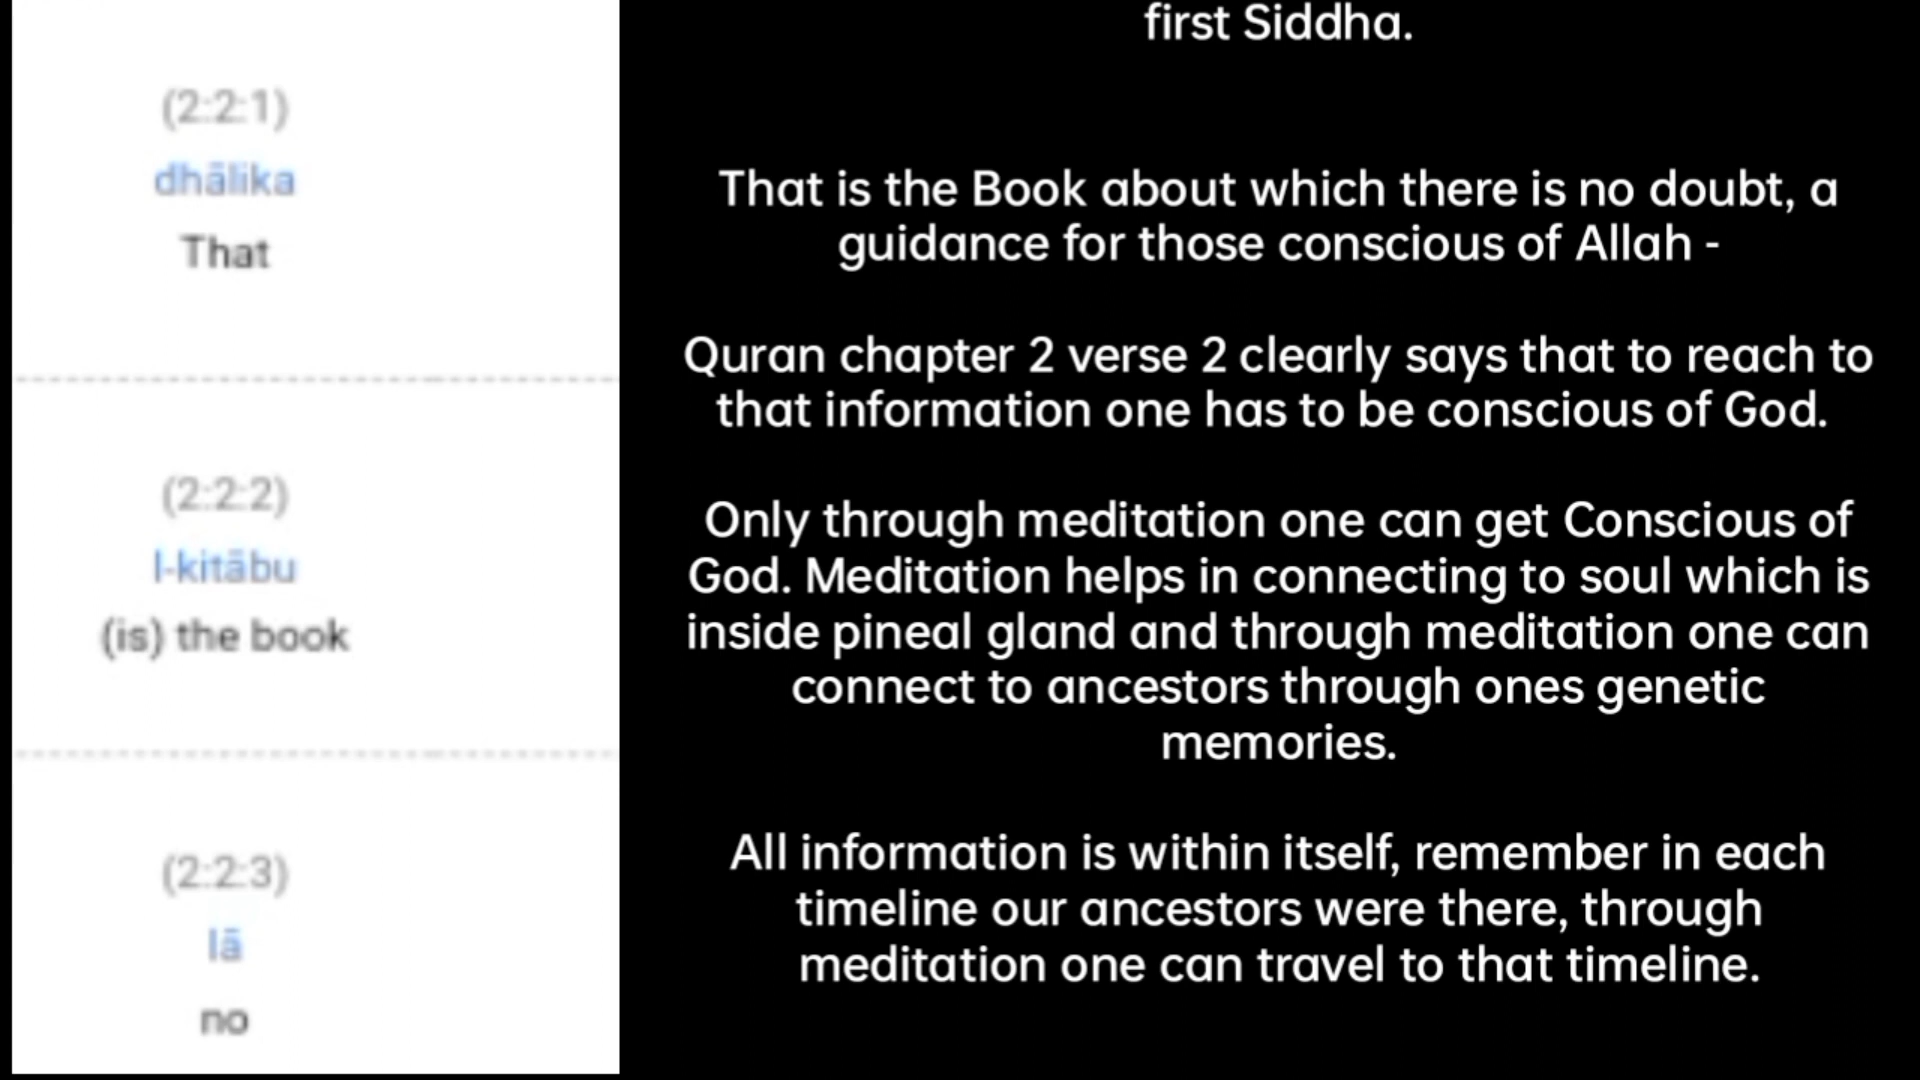 (2:2:1)
dhālika
That
(2:2:2)
l-kitābu
(is) the book
(2:2:3)
lā
no
first Siddha.
That is the Book about which there is no doubt, a
guidance for those conscious of Allah -
Quran chapter 2 verse 2 clearly says that to reach to
that information one has to be conscious of God.
Only through meditation one can get Conscious of
God. Meditation helps in connecting to soul which is
inside pineal gland and through meditation one can
connect to ancestors through ones genetic
memories.
All information is within itself, remember in each
timeline our ancestors were there, through
meditation one can travel to that timeline.